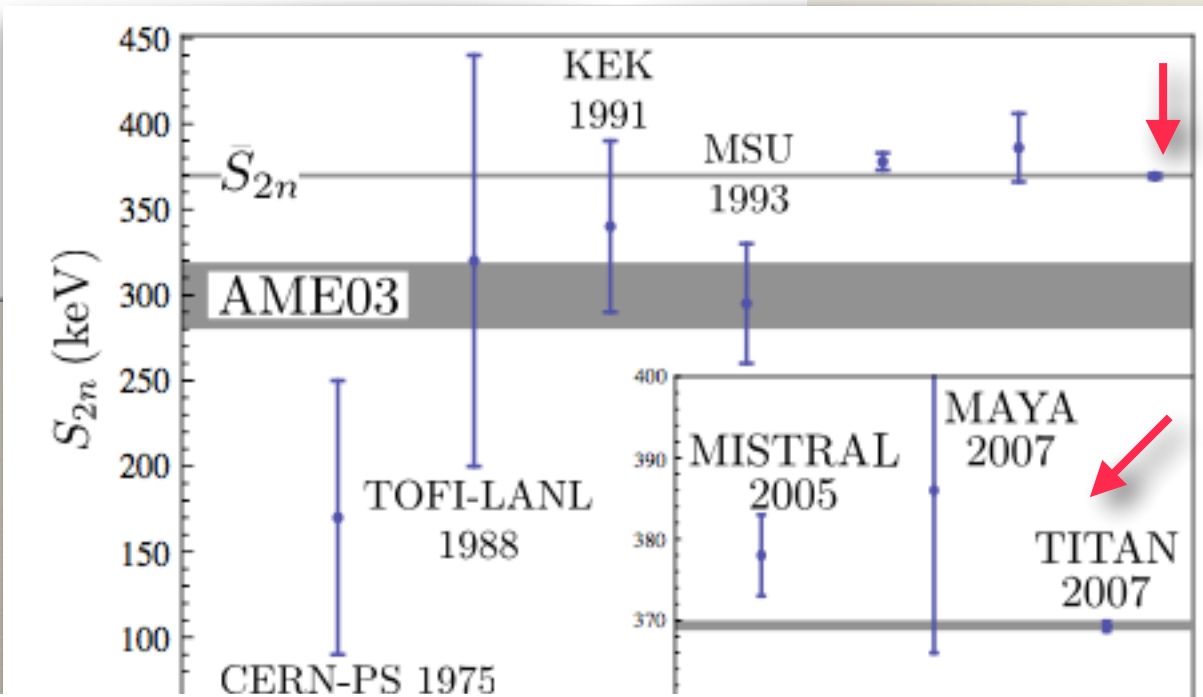 450
KEK
1991
400
MSU
1993
S̄₂ₙ
350
AME03
300
S₂ₙ (keV)
250
400
MAYA
2007
MISTRAL
2005
390
200
TOFI-LANL
1988
380
TITAN
2007
150
370
100
CERN-PS 1975